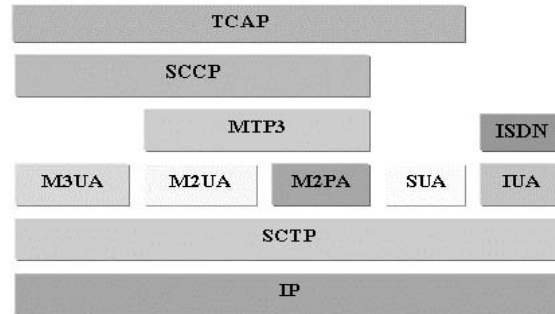 TCAP
SCCP
MTP3 ISDN
M3UA M2UA M2PA SUA IUA
SCTP
IP